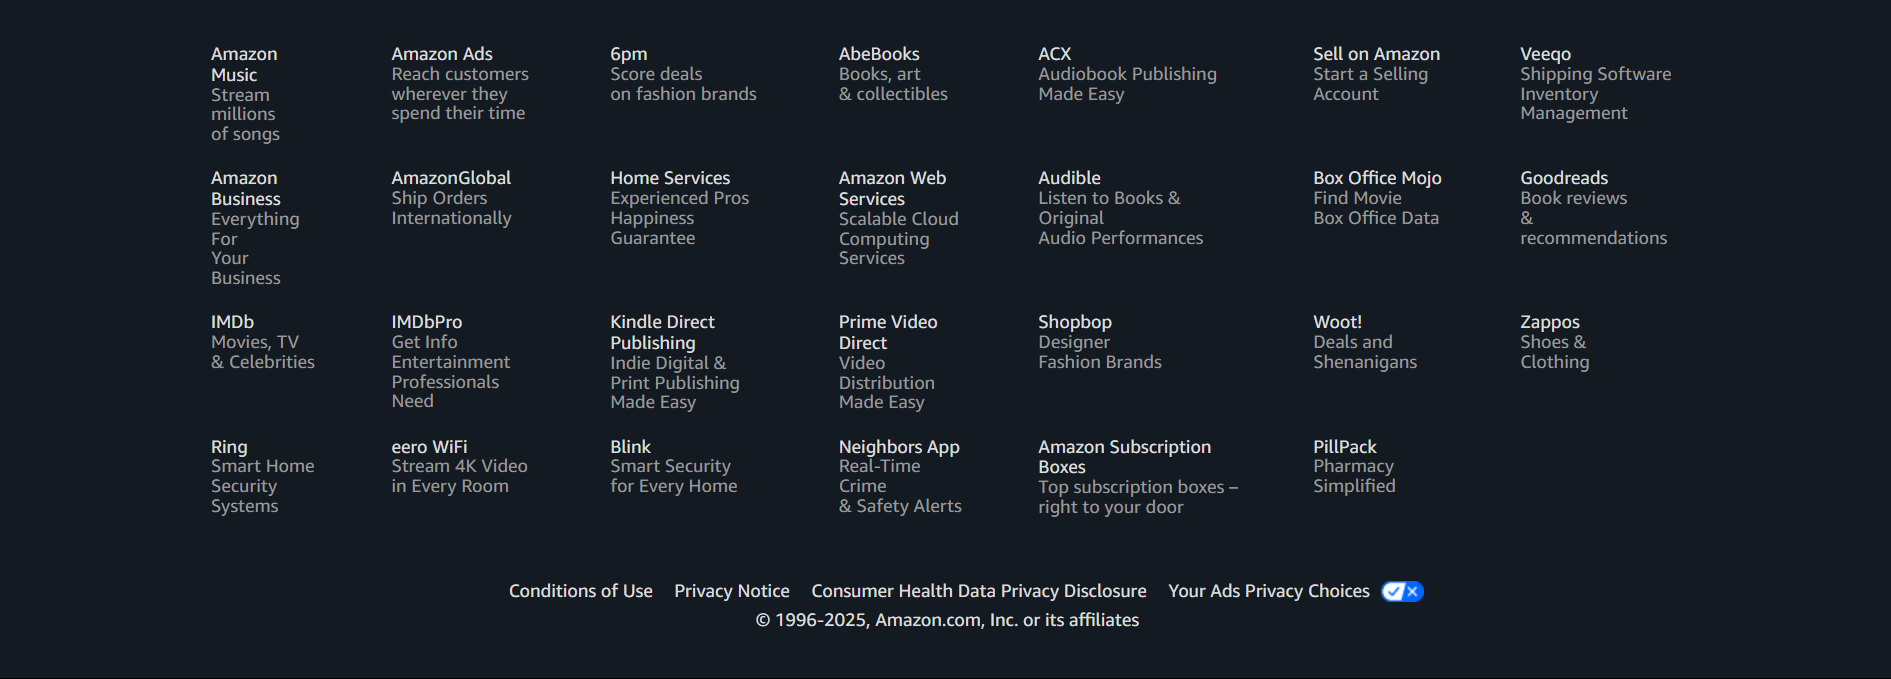 Amazon
Music
Stream
millions
of songs
Amazon Ads
Reach customers
wherever they
spend their time
6pm
Score deals
on fashion brands
AbeBooks
Books, art
& collectibles
ACX
Audiobook Publishing
Made Easy
Sell on Amazon
Start a Selling
Account
Veeqo
Shipping Software
Inventory
Management
Amazon
Business
Everything
For
Your
Business
AmazonGlobal
Ship Orders
Internationally
Home Services
Experienced Pros
Happiness
Guarantee
Amazon Web
Services
Scalable Cloud
Computing
Services
Audible
Listen to Books &
Original
Audio Performances
Box Office Mojo
Find Movie
Box Office Data
Goodreads
Book reviews
&
recommendations
IMDb
Movies, TV
& Celebrities
IMDbPro
Get Info
Entertainment
Professionals
Need
Kindle Direct
Publishing
Indie Digital &
Print Publishing
Made Easy
Prime Video
Direct
Video
Distribution
Made Easy
Shopbop
Designer
Fashion Brands
Woot!
Deals and
Shenanigans
Zappos
Shoes &
Clothing
Ring
Smart Home
Security
Systems
eero WiFi
Stream 4K Video
in Every Room
Blink
Smart Security
for Every Home
Neighbors App
Real-Time
Crime
& Safety Alerts
Amazon Subscription
Boxes
Top subscription boxes –
right to your door
PillPack
Pharmacy
Simplified
Conditions of Use Privacy Notice Consumer Health Data Privacy Disclosure Your Ads Privacy Choices
© 1996-2025, Amazon.com, Inc. or its affiliates